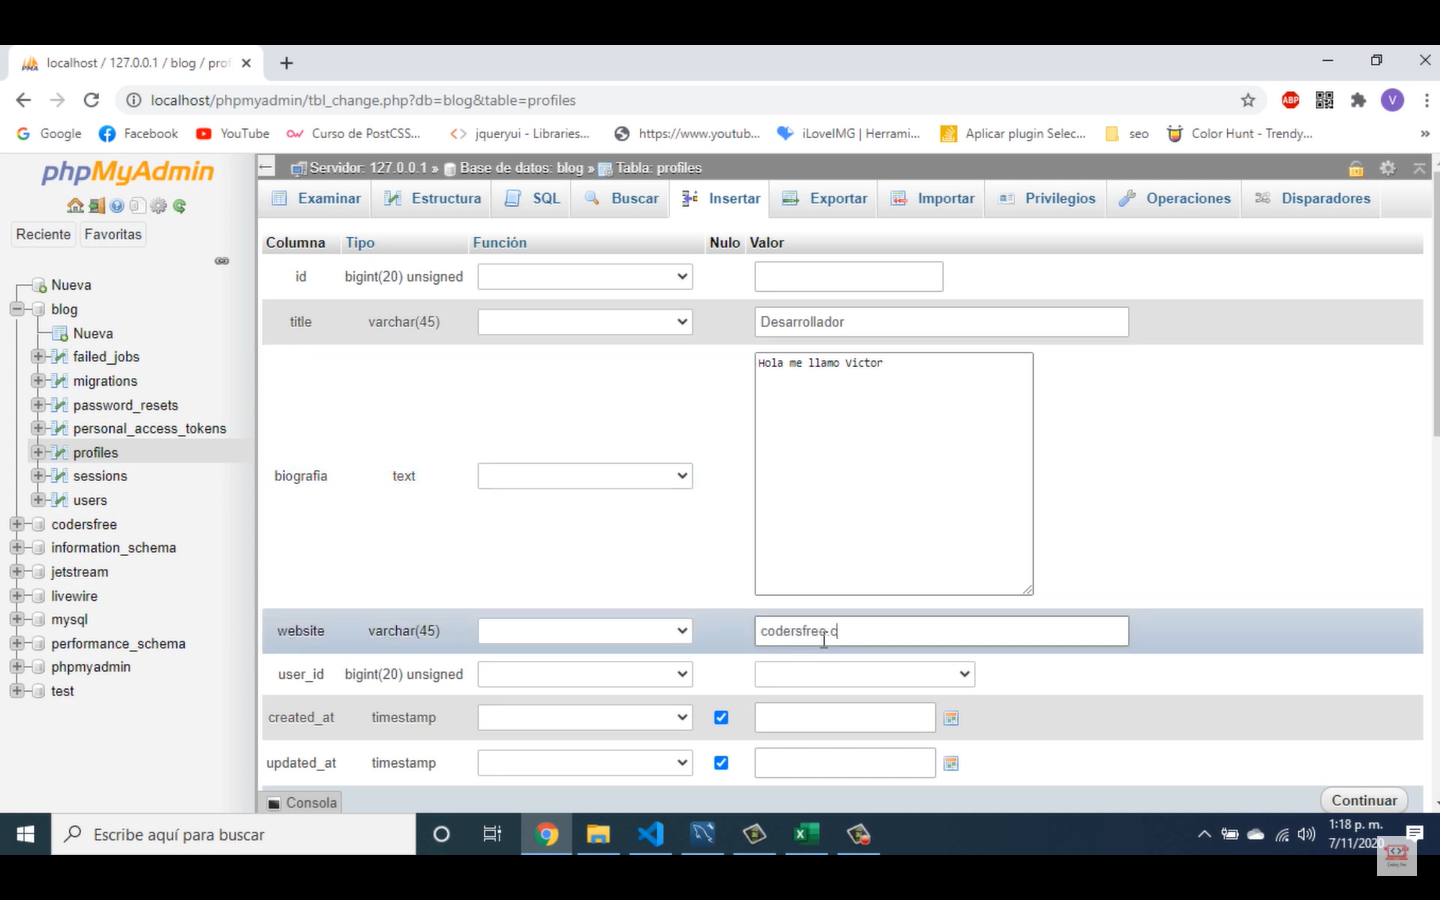 localhost / 127.0.0.1 / blog / prof
localhost/phpmyadmin/tbl_change.php?db=blog&table=profiles
ABP
V
Google
Facebook
YouTube
Curso de PostCSS...
jqueryui - Libraries...
https://www.youtub...
iLoveIMG | Herrami...
Aplicar plugin Selec...
seo
Color Hunt - Trendy...
»
phpMyAdmin
Reciente
Favoritas
Nueva
blog
Nueva
failed_jobs
migrations
password_resets
personal_access_tokens
profiles
sessions
users
codersfree
information_schema
jetstream
livewire
mysql
performance_schema
phpmyadmin
test
Servidor: 127.0.0.1 » Base de datos: blog » Tabla: profiles
Examinar
Estructura
SQL
Buscar
Insertar
Exportar
Importar
Privilegios
Operaciones
Disparadores
Columna Tipo Función Nulo Valor
id bigint(20) unsigned
title varchar(45) Desarrollador
biografia text Hola me llamo Victor
website varchar(45) codersfree.c
user_id bigint(20) unsigned
created_at timestamp
updated_at timestamp
Consola
Continuar
Escribe aquí para buscar
1:18 p. m.
7/11/2020